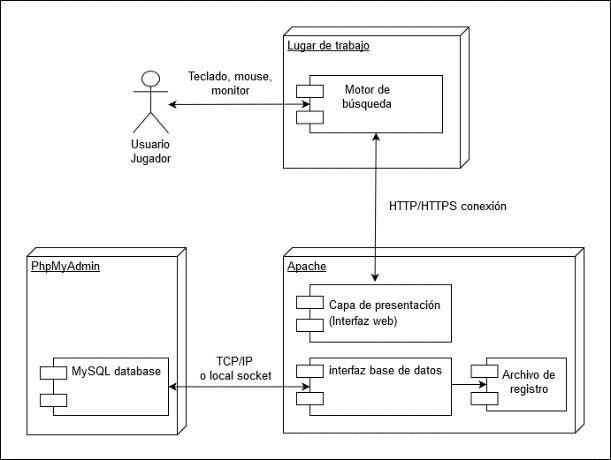 Lugar de trabajo
Teclado, mouse,
monitor
Motor de
búsqueda
Usuario
Jugador
HTTP/HTTPS conexión
PhpMyAdmin
Apache
Capa de presentación
(Interfaz web)
TCP/IP
o local socket
MySQL database
interfaz base de datos
Archivo de
registro